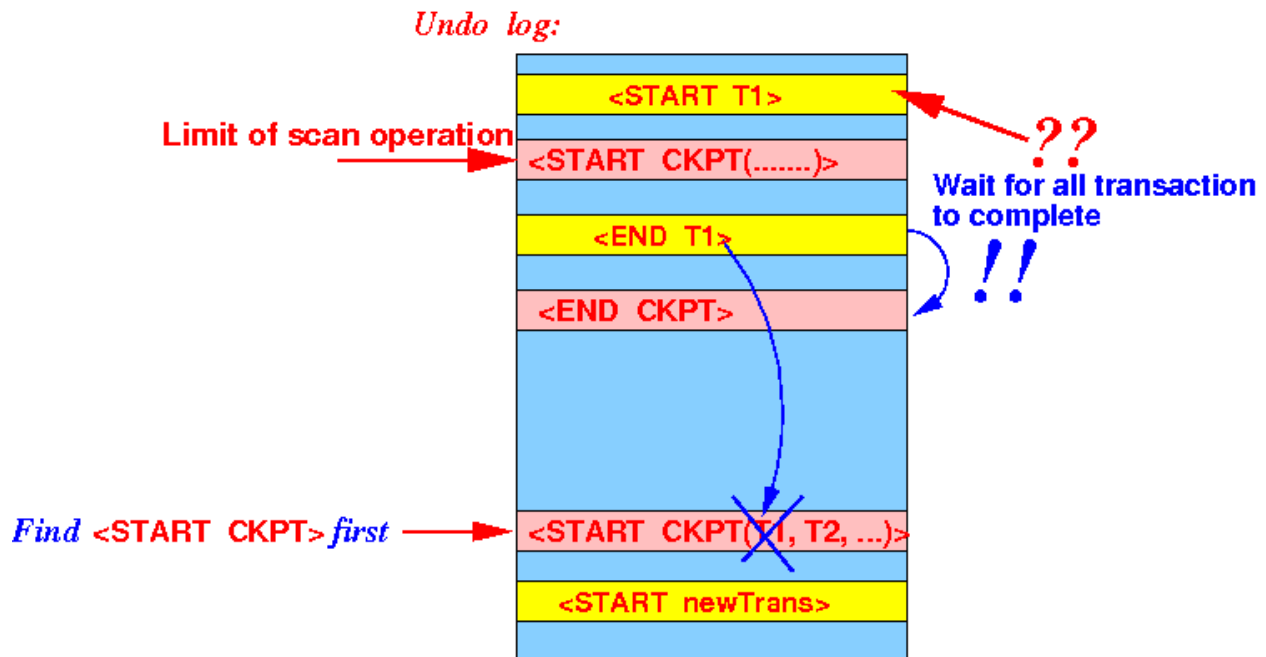 Undo log:
<START T1>
Limit of scan operation
??
<START CKPT(.......)>
Wait for all transaction
to complete
<END T1>
!!
<END CKPT>
Find <START CKPT> first
<START CKPT(T1, T2, ...)>
<START newTrans>